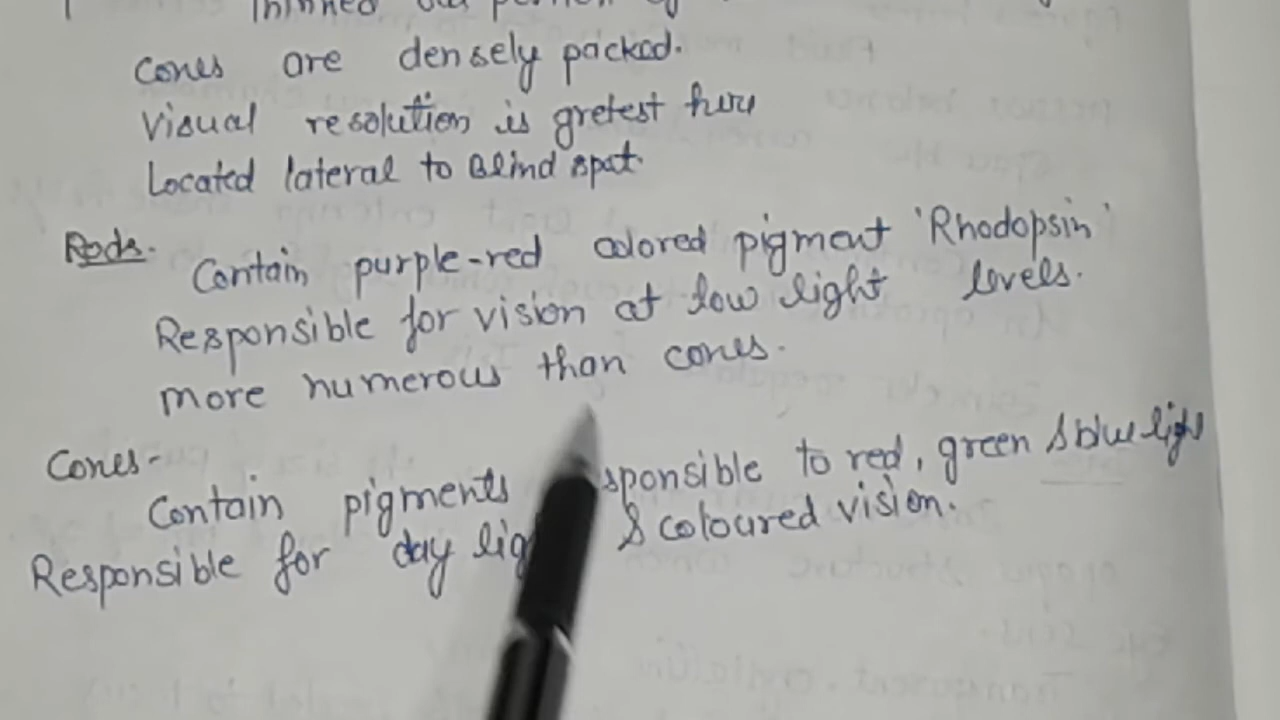 Cones are densely packed.
Visual resolution is gretest here
Located lateral to Blind spot.
Rods.
Contain purple-red colored pigment 'Rhodopsin'
Responsible for vision at low light levels.
more numerous than cones.
Cones-
Contain pigments sponsible to red, green & blue light
Responsible for day lig & coloured vision.